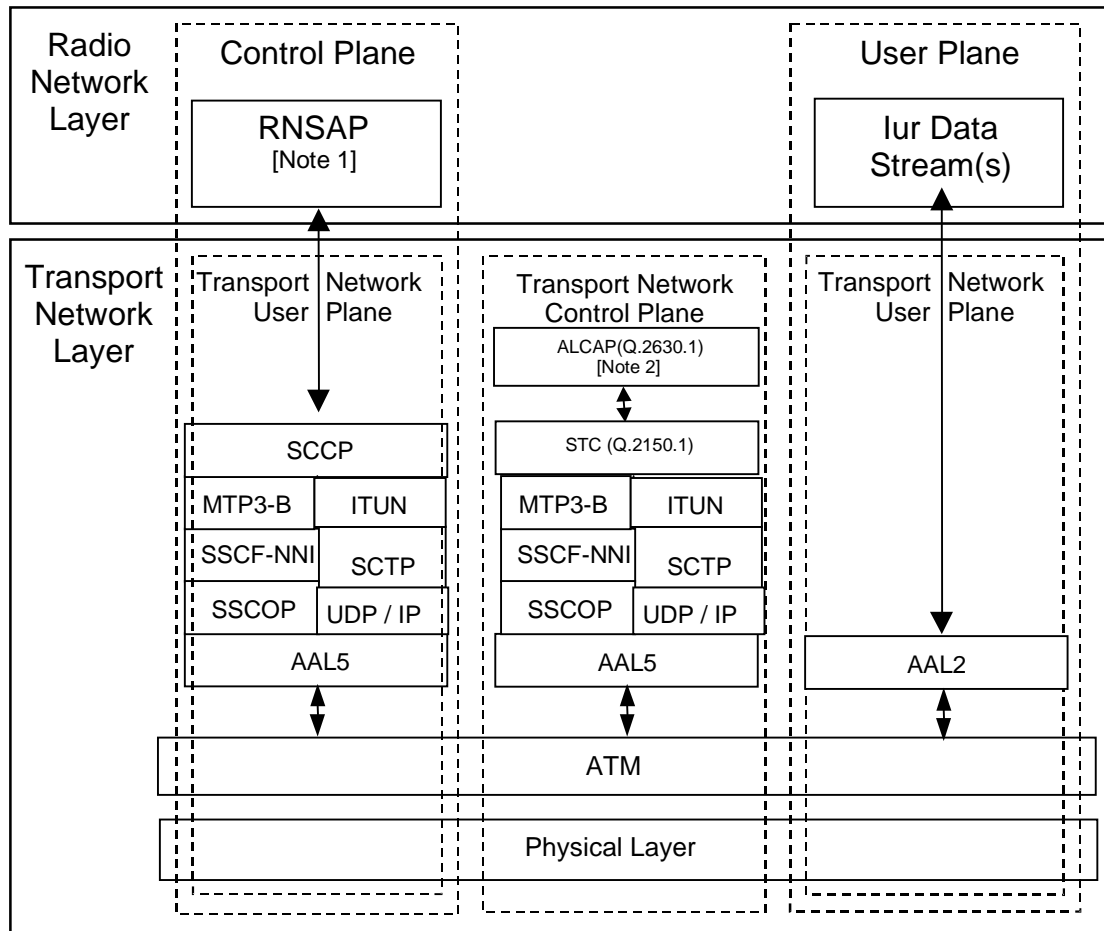 Radio
Network
Layer
Control Plane
User Plane
RNSAP
[Note 1]
Iur Data
Stream(s)
Transport
Network
Layer
Transport Network
User Plane
Transport Network
Control Plane
Transport Network
User Plane
ALCAP(Q.2630.1)
[Note 2]
SCCP
STC (Q.2150.1)
MTP3-B
ITUN
SSCF-NNI
SCTP
SSCOP
UDP / IP
AAL5
MTP3-B
ITUN
SSCF-NNI
SCTP
SSCOP
UDP / IP
AAL5
AAL2
ATM
Physical Layer